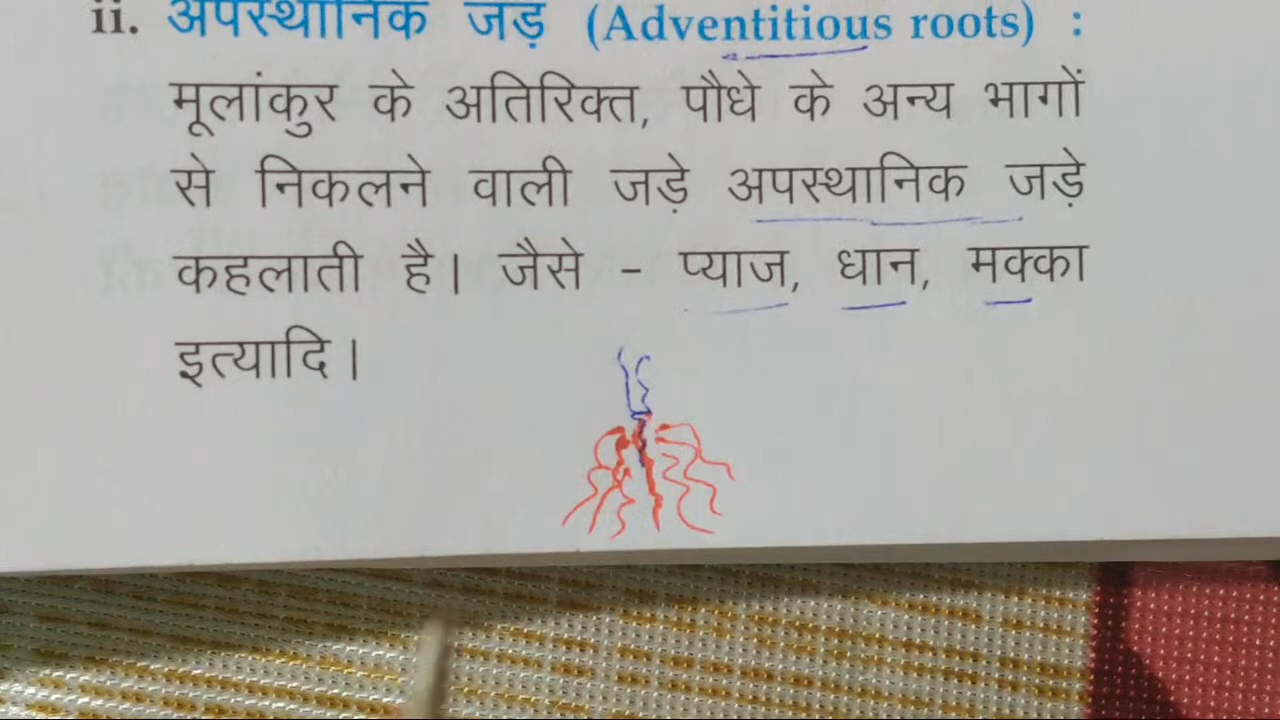 ii. अपस्थानिक जड़ (Adventitious roots) :
मूलांकुर के अतिरिक्त, पौधे के अन्य भागों
से निकलने वाली जड़े अपस्थानिक जड़े
कहलाती है। जैसे - प्याज, धान, मक्का
इत्यादि।